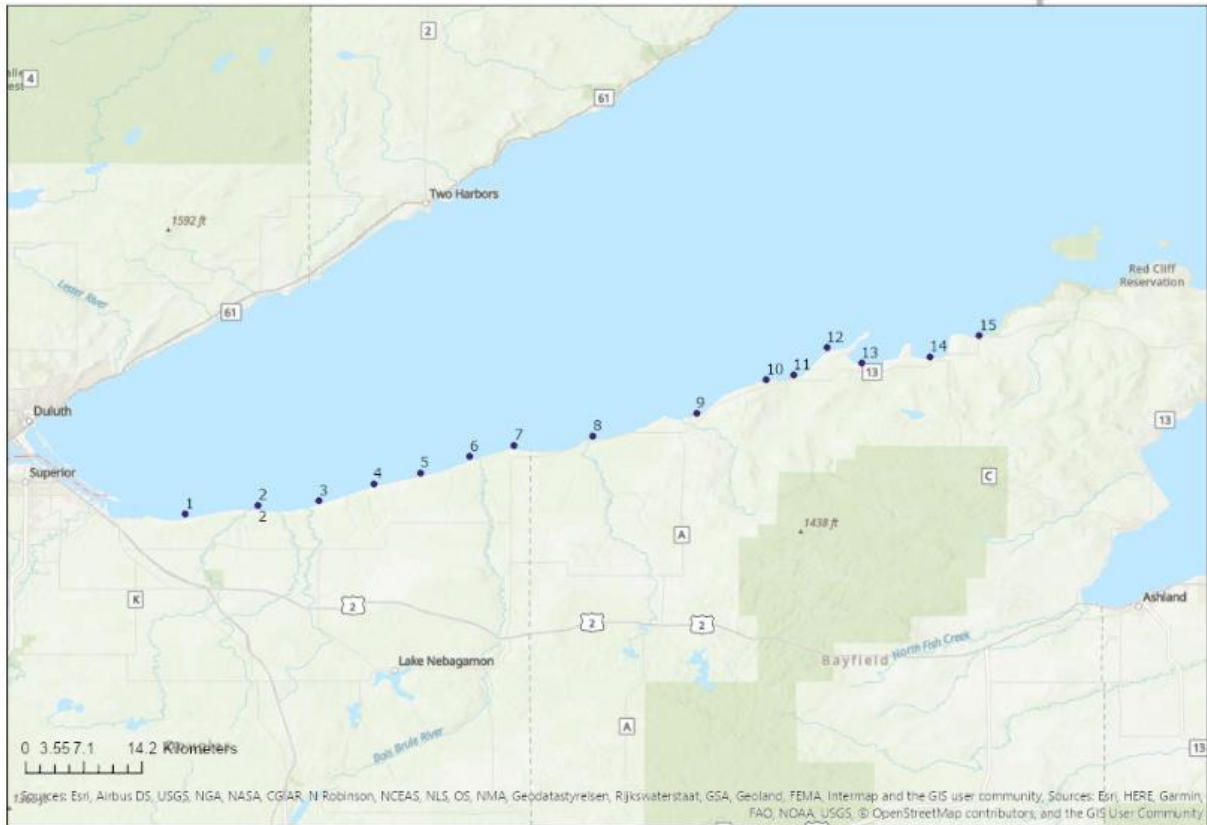 2
4
61
Two Harbors
1592 ft
Red Cliff
Reservation
Lester River
61
15
12
14
13
11
10
13
Duluth
9
13
8
7
6
Superior
5
C
4
3
2
1
2
1438 ft
A
K
2
2
2
Ashland
North Fish Creek
Lake Nebagamon
Bayfield
A
Bois Brule River
13
0 3.55 7.1 14.2 Kilometers
Sources: Esri, Airbus DS, USGS, NGA, NASA, CGIAR, N Robinson, NCEAS, NLS, OS, NMA, Geodatastyrelsen, Rijkswaterstaat, GSA, Geoland, FEMA, Intermap and the GIS user community, Sources: Esri, HERE, Garmin,
FAO, NOAA, USGS, © OpenStreetMap contributors, and the GIS User Community